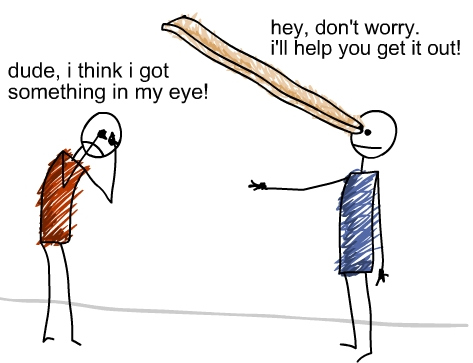 dude, i think i got
something in my eye!
hey, don't worry.
i'll help you get it out!